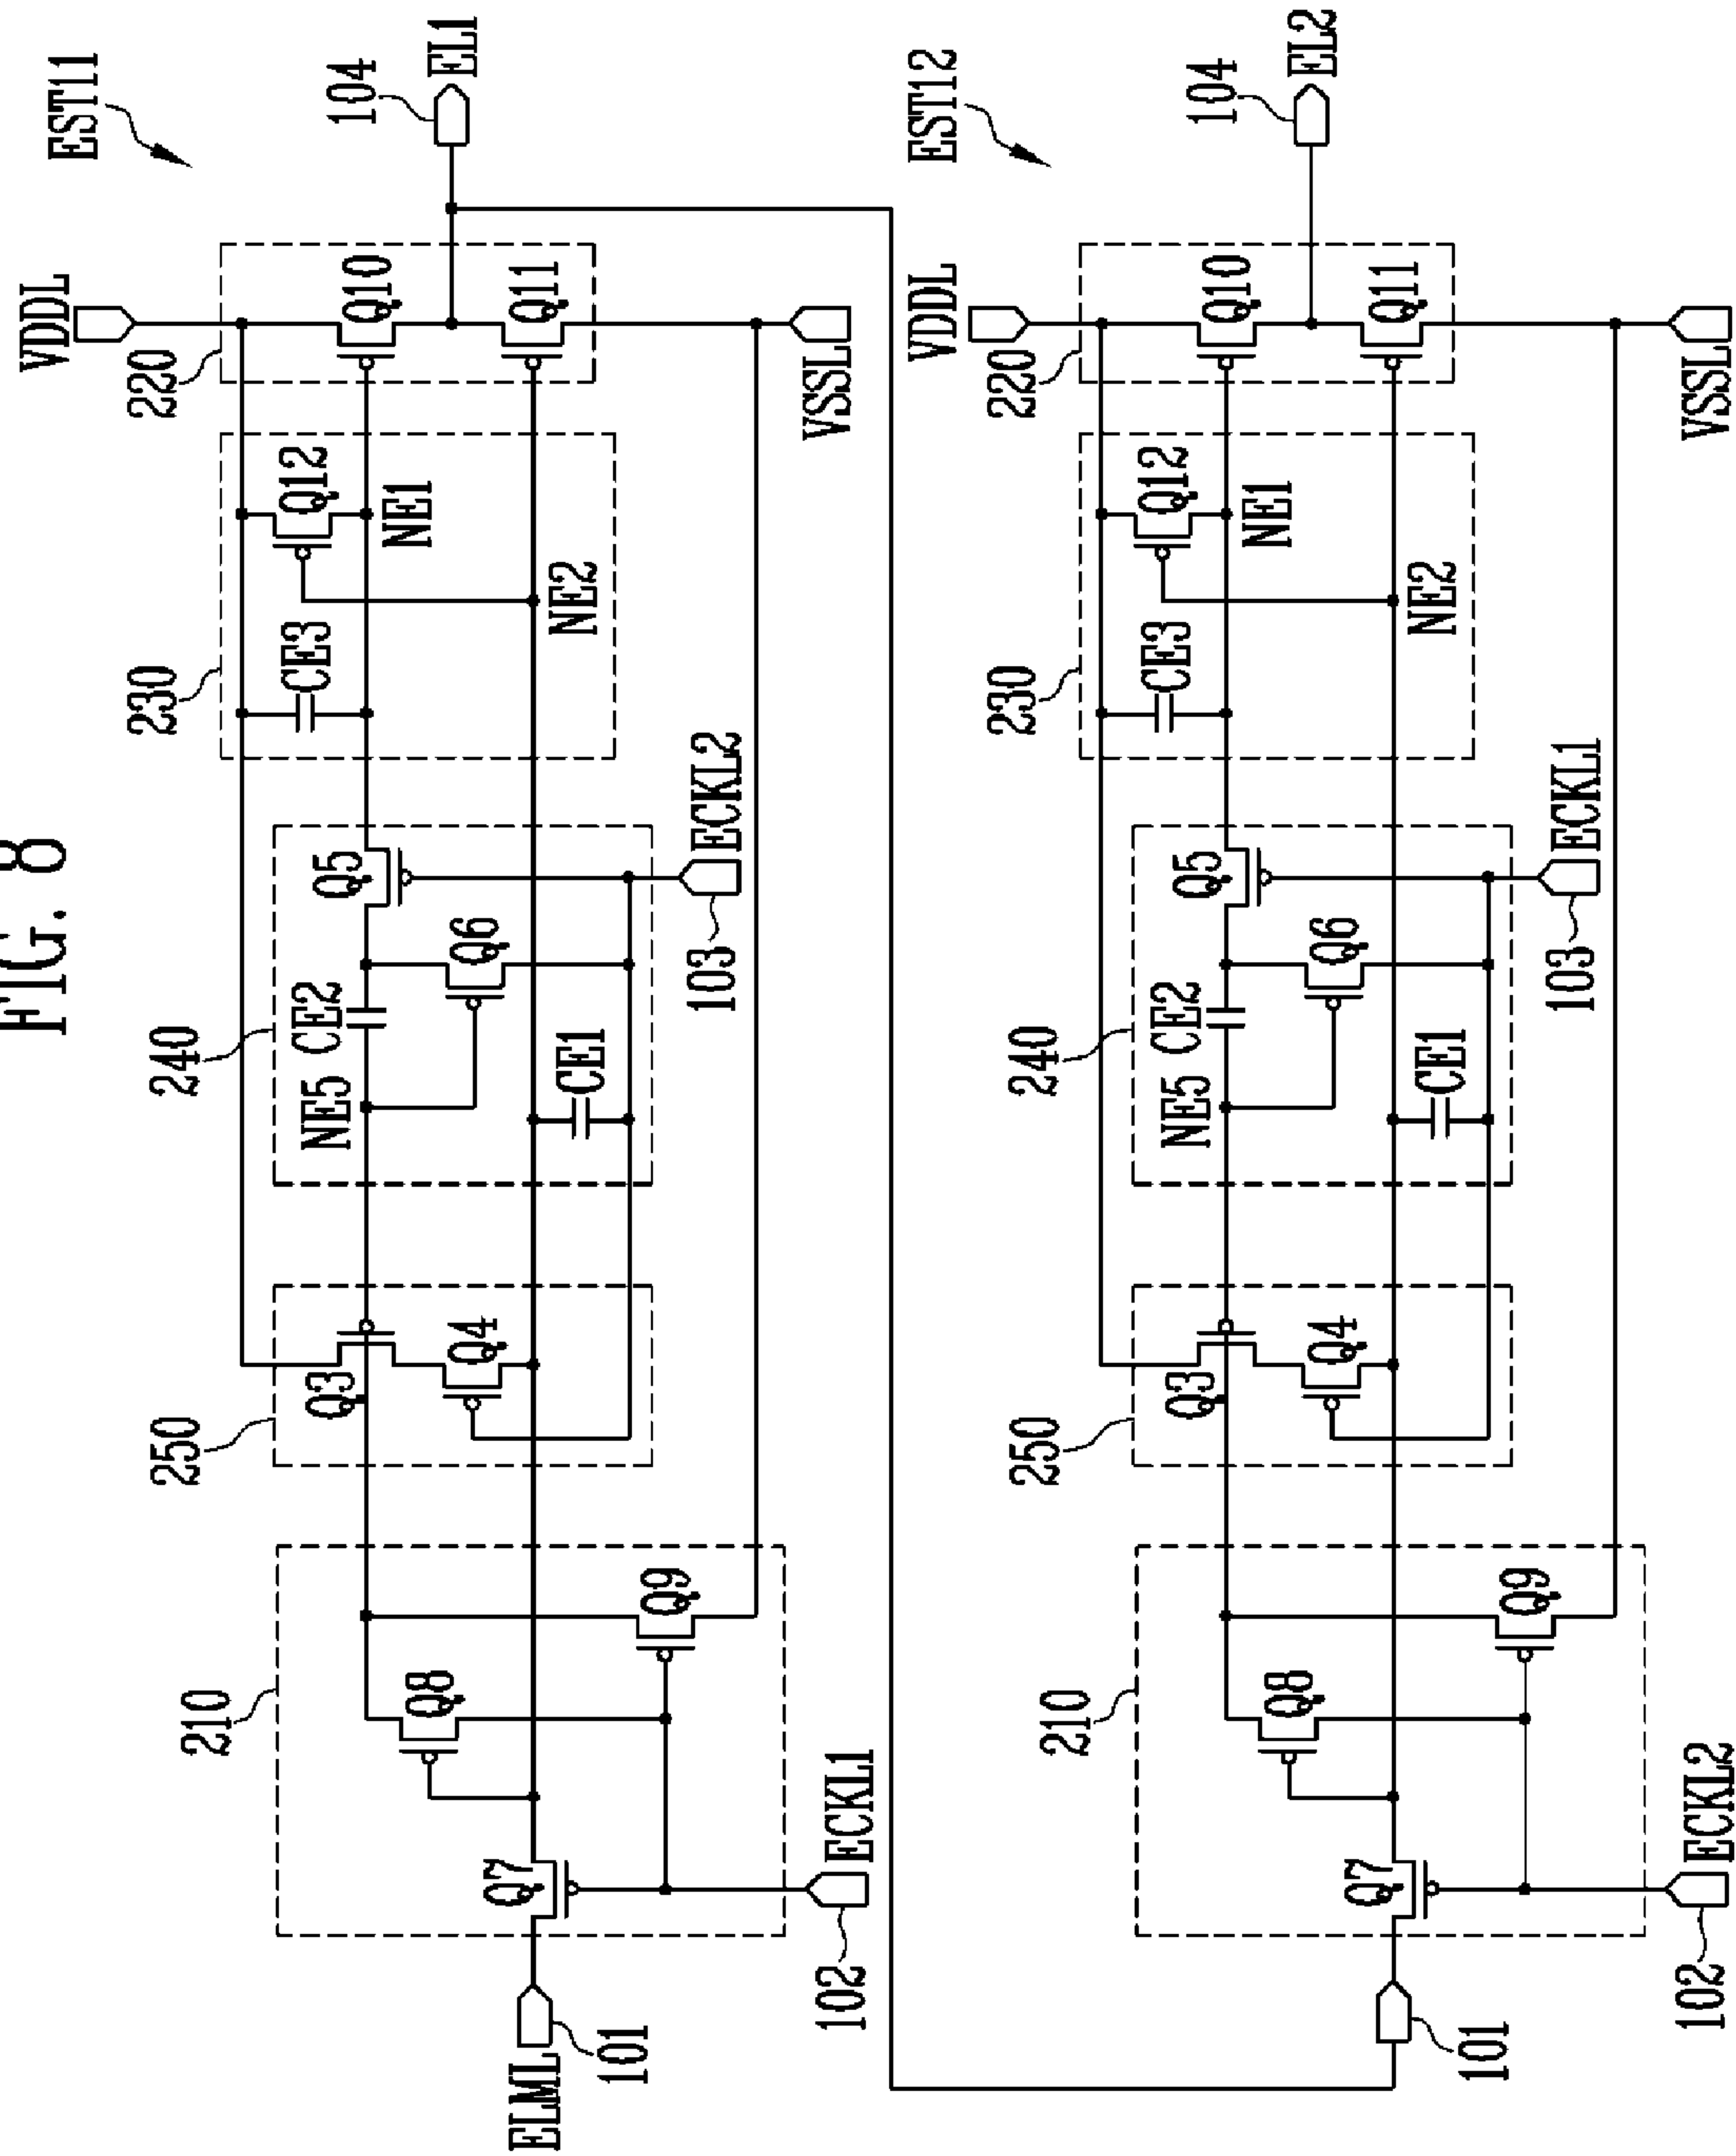 FIG. 8
EST11
VDDL
220
Q10
Q11
104
EL1
VSSL
230
CE3
Q12
NE1
NE2
240
NE5
CE2
Q5
Q6
CE1
103
ECKL2
250
Q3
Q4
210
Q8
Q9
Q7
ELML
101
102
ECKL1
EST12
VDDL
220
Q10
Q11
104
EL2
VSSL
230
CE3
Q12
NE1
NE2
240
NE5
CE2
Q5
Q6
CE1
103
ECKL1
250
Q3
Q4
210
Q8
Q9
Q7
101
102
ECKL2